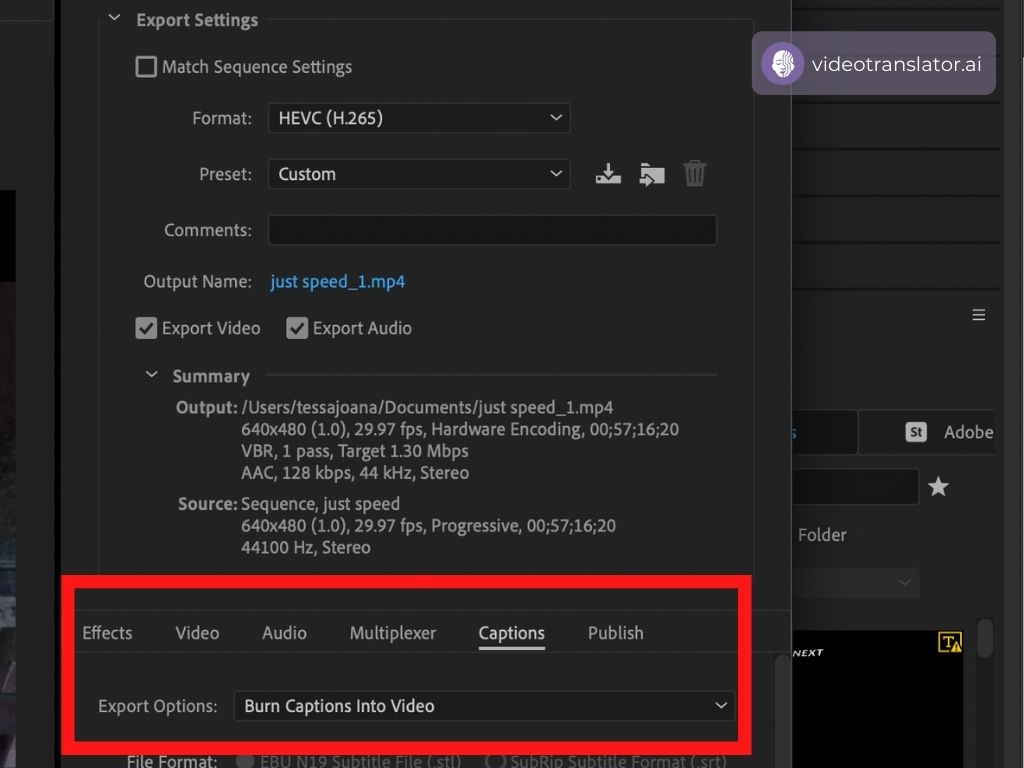 Export Settings
videotranslator.ai
Match Sequence Settings
Format: HEVC (H.265)
Preset: Custom
Comments:
Output Name: just speed_1.mp4
Export Video Export Audio
Summary
Output: /Users/tessajoana/Documents/just speed_1.mp4
640x480 (1.0), 29.97 fps, Hardware Encoding, 00;57;16;20
VBR, 1 pass, Target 1.30 Mbps
AAC, 128 kbps, 44 kHz, Stereo
St Adobe
Source: Sequence, just speed
640x480 (1.0), 29.97 fps, Progressive, 00;57;16;20
44100 Hz, Stereo
Folder
Effects Video Audio Multiplexer Captions Publish
NEXT
Export Options: Burn Captions Into Video
File Format: EBU N19 Subtitle File (.stl) SubRip Subtitle Format (.srt)